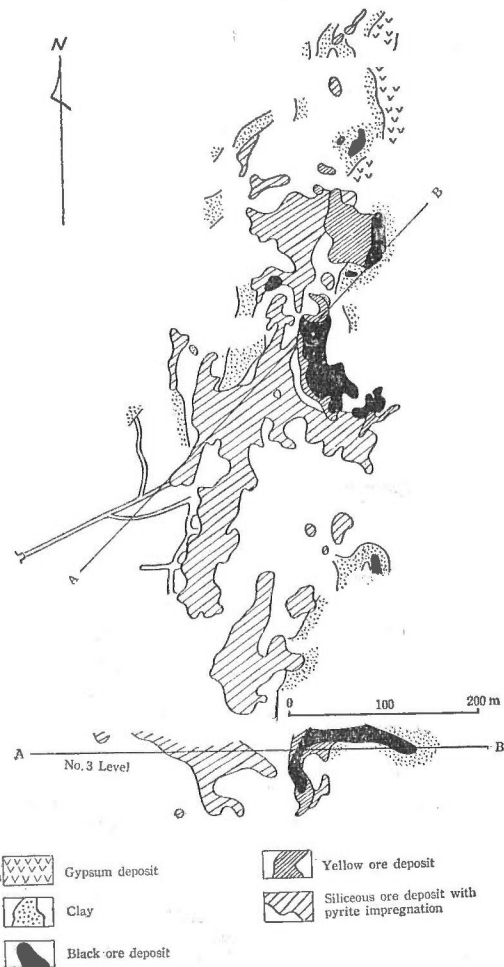 N
B
A
0 100 200 m
A
B
No. 3 Level
Gypsum deposit
Yellow ore deposit
Clay
Siliceous ore deposit with
pyrite impregnation
Black ore deposit